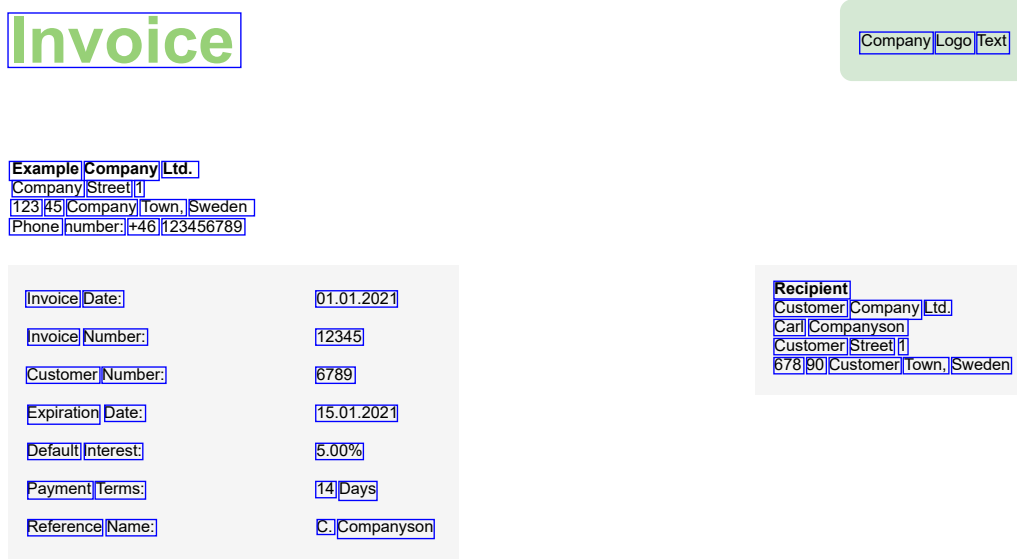 Invoice
Company Logo Text
Example Company Ltd.
Company Street 1
123 45 Company Town, Sweden
Phone number: +46 123456789
Invoice Date: 01.01.2021
Invoice Number: 12345
Customer Number: 6789
Expiration Date: 15.01.2021
Default Interest: 5.00%
Payment Terms: 14 Days
Reference Name: C. Companyson
Recipient
Customer Company Ltd.
Carl Companyson
Customer Street 1
678 90 Customer Town, Sweden